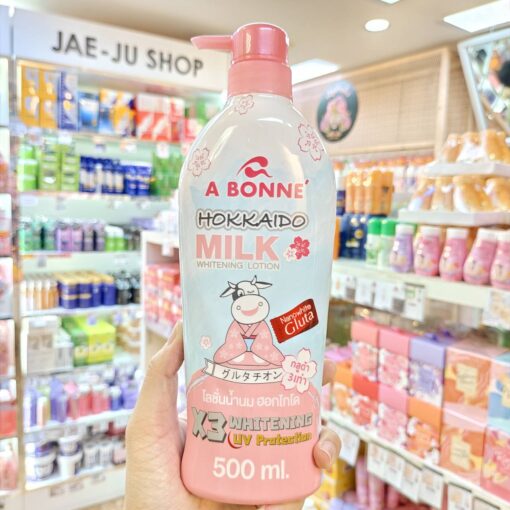 JAE-JU SHOP
A BONNE´
HOKKAIDO
MILK
WHITENING LOTION
Nanowhite
Gluta
グルタチオン
กลูต้า
3เท่า
โลชั่นน้ำนม ฮอกไกโด
X3 WHITENING
UV Protection
500 ml.